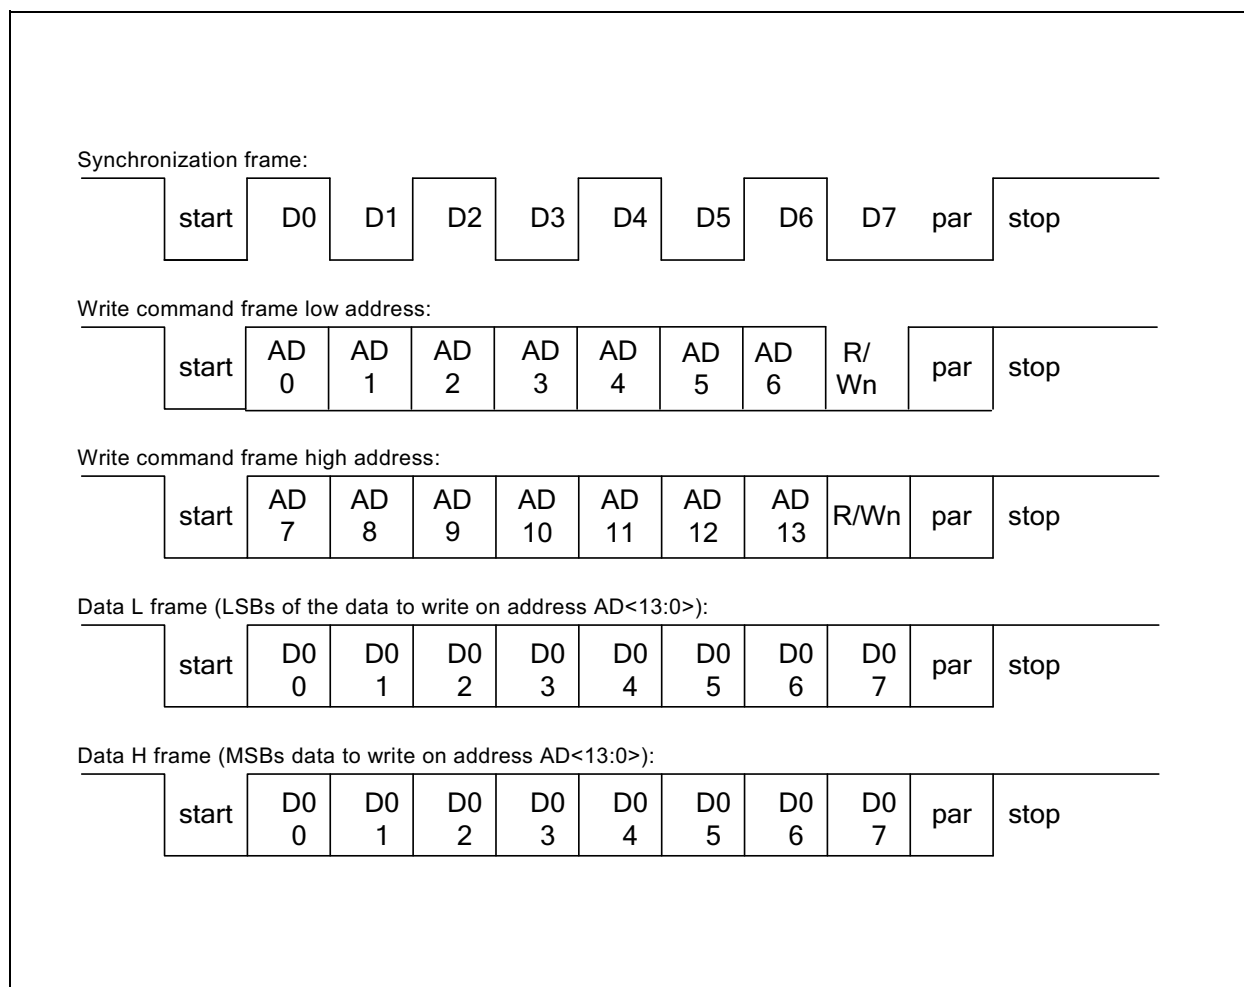 Synchronization frame:
start D0 D1 D2 D3 D4 D5 D6 D7 par stop
Write command frame low address:
start AD 0 AD 1 AD 2 AD 3 AD 4 AD 5 AD 6 R/ Wn par stop
Write command frame high address:
start AD 7 AD 8 AD 9 AD 10 AD 11 AD 12 AD 13 R/Wn par stop
Data L frame (LSBs of the data to write on address AD<13:0>):
start D0 0 D0 1 D0 2 D0 3 D0 4 D0 5 D0 6 D0 7 par stop
Data H frame (MSBs data to write on address AD<13:0>):
start D0 0 D0 1 D0 2 D0 3 D0 4 D0 5 D0 6 D0 7 par stop